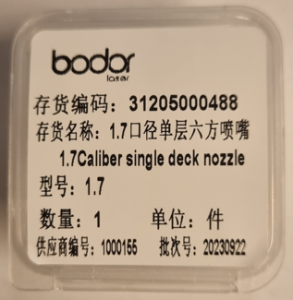 bodor
laser
存货编码：31205000488
存货名称：1.7口径单层六方喷嘴
1.7Caliber single deck nozzle
型号：1.7
数量：1 单位：件
供应商编号：1000155 批次号：20230922